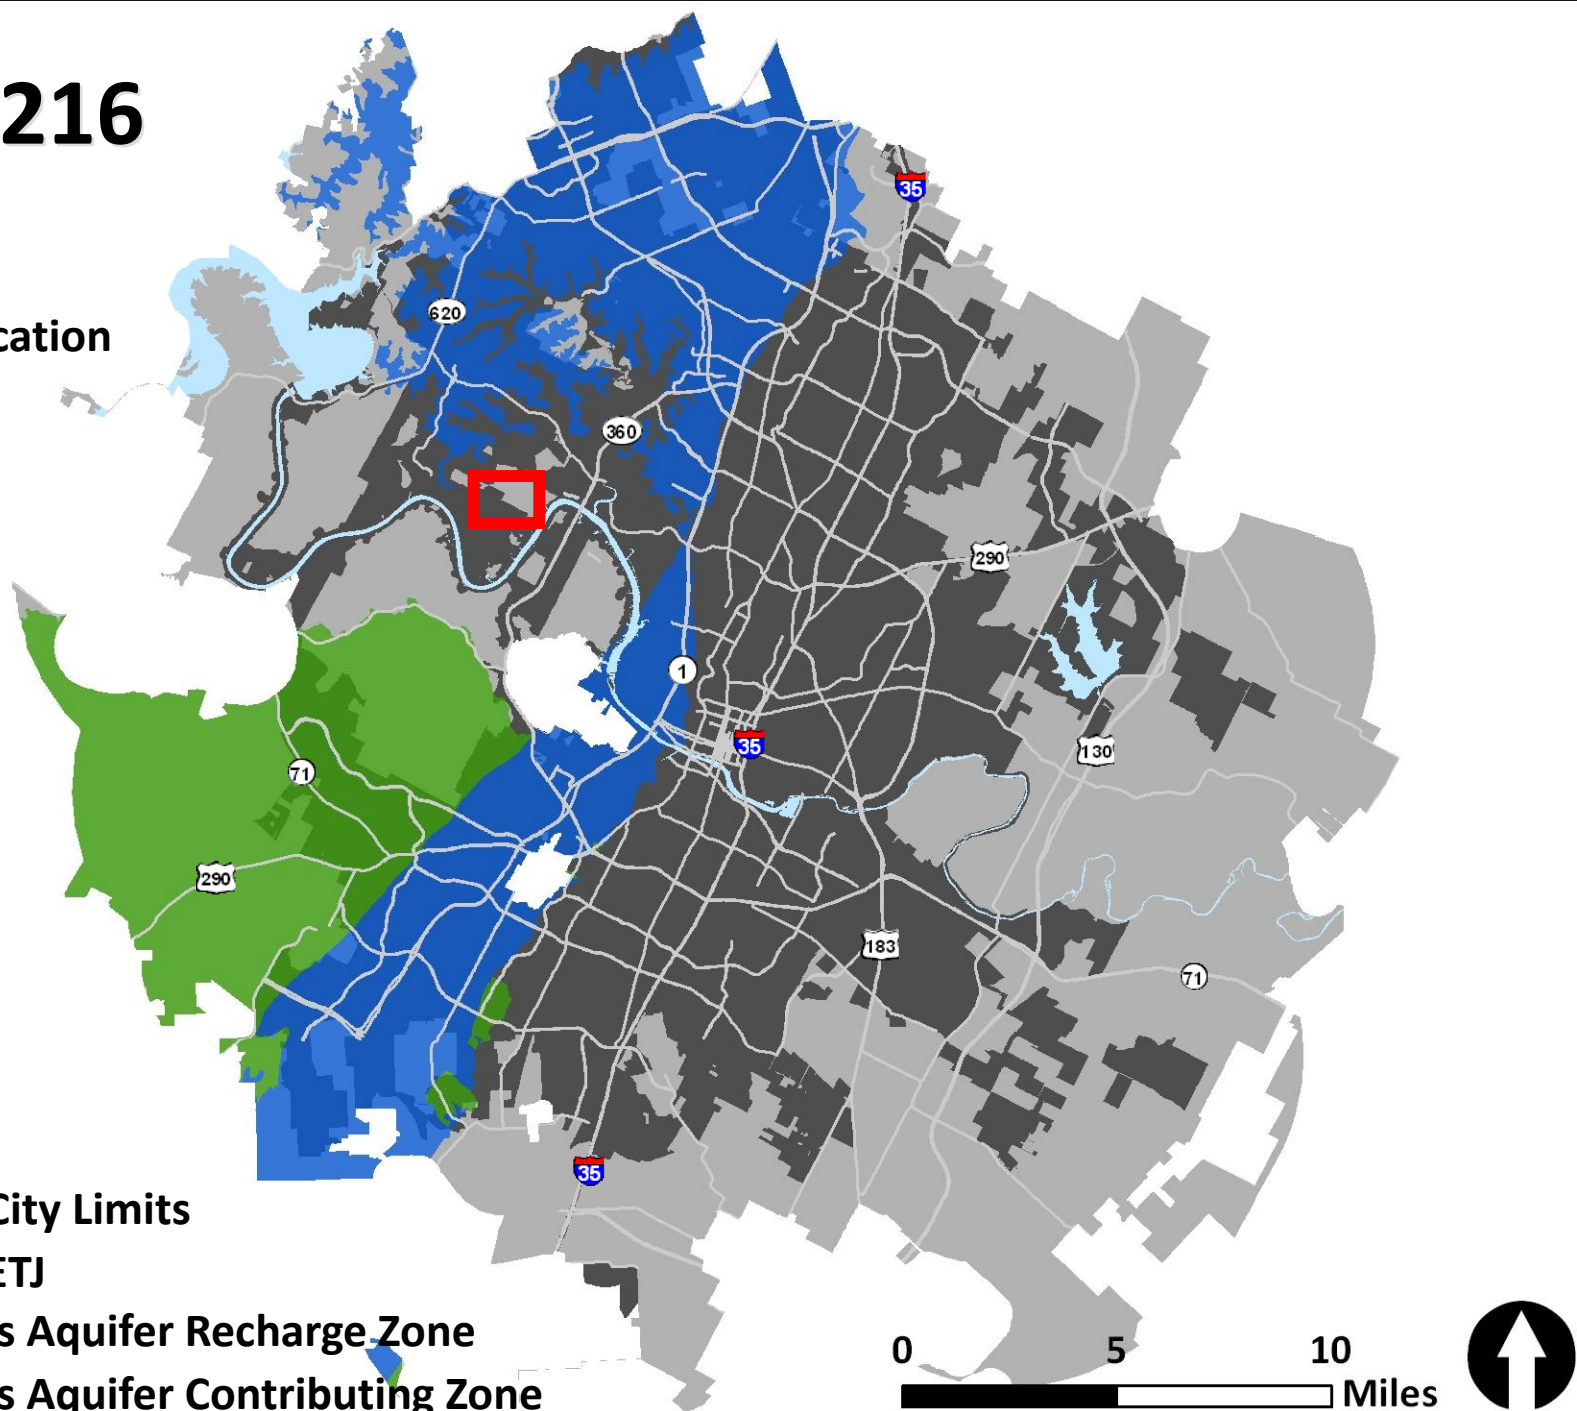 216
cation
35
620
360
290
1
35
130
71
290
183
71
35
City Limits
ETJ
s Aquifer Recharge Zone
s Aquifer Contributing Zone
0 5 10
Miles